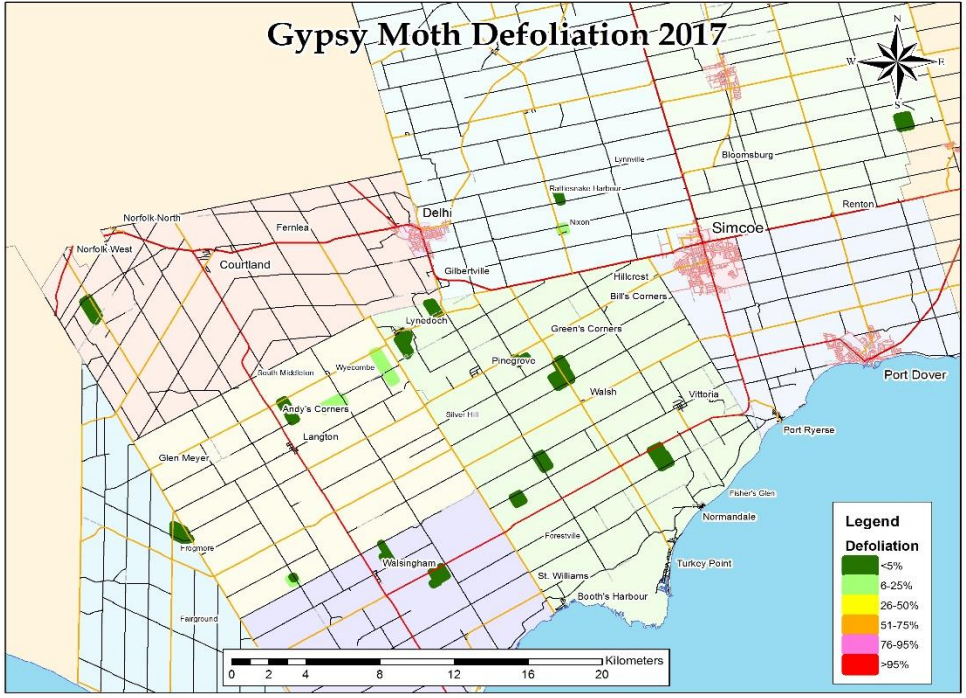 Gypsy Moth Defoliation 2017
N
W
E
S
Bloomsburg
Lynnville
Rattlesnake Harbour
Renton
Delhi
Norfolk-North
Nixon
Fernlea
Simcoe
Norfolk-West
Courtland
Gilbertville
Hillcrost
Bill's Corners
Lynedoch
Green's Corners
Pinegrove
Wyecombe
South Middleton
Port Dover
Walsh
Vittoria
Andy's Corners
Silver Hill
Langton
Port Ryerse
Glen Meyer
Fisher's Glen
Normandale
Forestville
Frogmore
Walsingham
Turkey Point
St. Williams
Booth's Harbour
Fairground
Legend
Defoliation
<5%
6-25%
26-50%
51-75%
76-95%
>95%
Kilometers
0 2 4 8 12 16 20